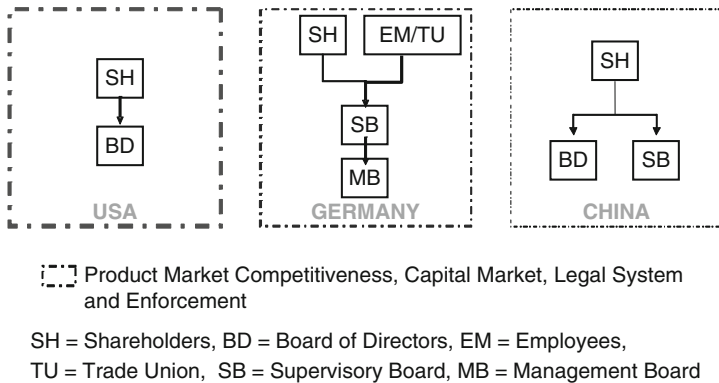 SH
BD
USA
SH
EM/TU
SB
MB
GERMANY
SH
BD
SB
CHINA
Product Market Competitiveness, Capital Market, Legal System
and Enforcement
SH = Shareholders, BD = Board of Directors, EM = Employees,
TU = Trade Union, SB = Supervisory Board, MB = Management Board